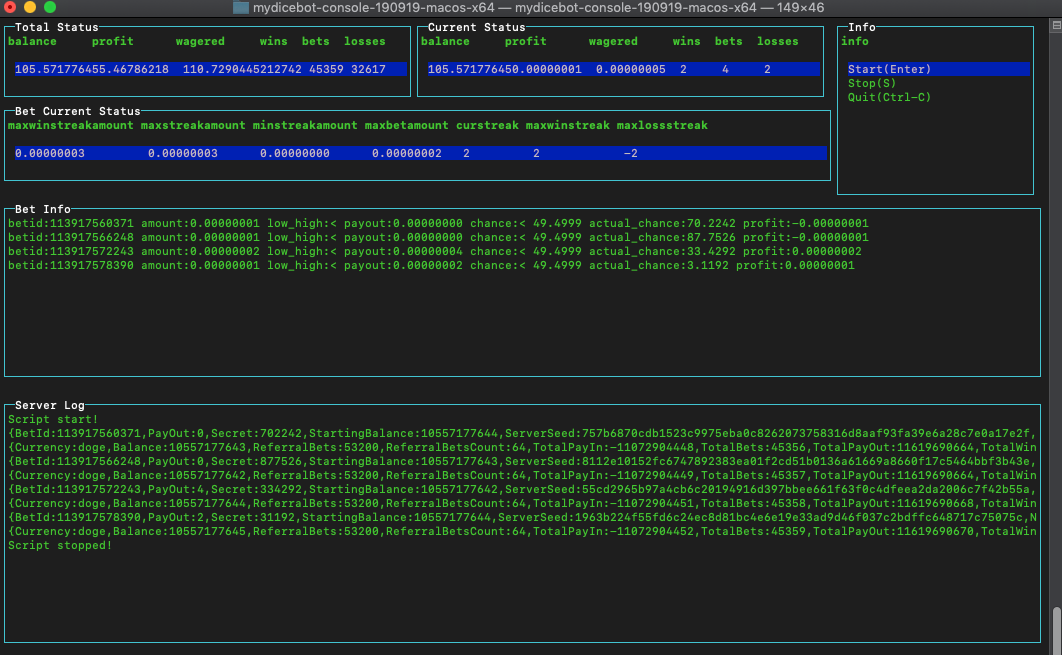 mydicebot-console-190919-macos-x64 — mydicebot-console-190919-macos-x64 — 149×46
Total Status
balance profit wagered wins bets losses
105.571776455.46786218 110.7290445212742 45359 32617
Current Status
balance profit wagered wins bets losses
105.571776450.00000001 0.00000005 2 4 2
Info
info
Start(Enter)
Stop(S)
Quit(Ctrl-C)
Bet Current Status
maxwinstreakamount maxstreakamount minstreakamount maxbetamount curstreak maxwinstreak maxlossstreak
0.00000003 0.00000003 0.00000000 0.00000002 2 2 -2
Bet Info
betid:113917560371 amount:0.00000001 low_high:< payout:0.00000000 chance:< 49.4999 actual_chance:70.2242 profit:-0.00000001
betid:113917566248 amount:0.00000001 low_high:< payout:0.00000000 chance:< 49.4999 actual_chance:87.7526 profit:-0.00000001
betid:113917572243 amount:0.00000002 low_high:< payout:0.00000004 chance:< 49.4999 actual_chance:33.4292 profit:0.00000002
betid:113917578390 amount:0.00000001 low_high:< payout:0.00000002 chance:< 49.4999 actual_chance:3.1192 profit:0.00000001
Server Log
Script start!
{BetId:113917560371,PayOut:0,Secret:702242,StartingBalance:10557177644,ServerSeed:757b6870cdb1523c9975eba0c8262073758316d8aaf93fa39e6a28c7e0a17e2f,
{Currency:doge,Balance:10557177643,ReferralBets:53200,ReferralBetsCount:64,TotalPayIn:-11072904448,TotalBets:45356,TotalPayOut:11619690664,TotalWin
{BetId:113917566248,PayOut:0,Secret:877526,StartingBalance:10557177643,ServerSeed:8112e10152fc6747892383ea01f2cd51b0136a61669a8660f17c5464bbf3b43e,
{Currency:doge,Balance:10557177642,ReferralBets:53200,ReferralBetsCount:64,TotalPayIn:-11072904449,TotalBets:45357,TotalPayOut:11619690664,TotalWin
{BetId:113917572243,PayOut:4,Secret:334292,StartingBalance:10557177642,ServerSeed:55cd2965b97a4cb6c20194916d397bbee661f63f0c4dfeea2da2006c7f42b55a,
{Currency:doge,Balance:10557177644,ReferralBets:53200,ReferralBetsCount:64,TotalPayIn:-11072904451,TotalBets:45358,TotalPayOut:11619690668,TotalWin
{BetId:113917578390,PayOut:2,Secret:31192,StartingBalance:10557177644,ServerSeed:1963b224f55fd6c24ec8d81bc4e6e19e33ad9d46f037c2bdffc648717c75075c,N
{Currency:doge,Balance:10557177645,ReferralBets:53200,ReferralBetsCount:64,TotalPayIn:-11072904452,TotalBets:45359,TotalPayOut:11619690670,TotalWin
Script stopped!